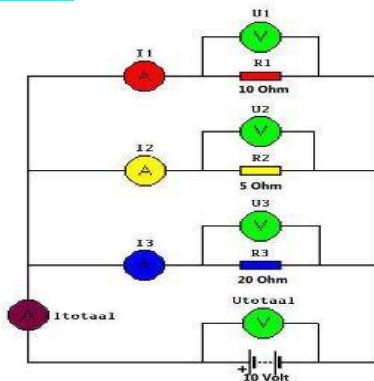 U1
V
I1
A
R1
10 Ohm
U2
V
I2
A
R2
5 Ohm
U3
V
I3
A
R3
20 Ohm
A
Itotaal
Utotaal
V
+
10 Volt